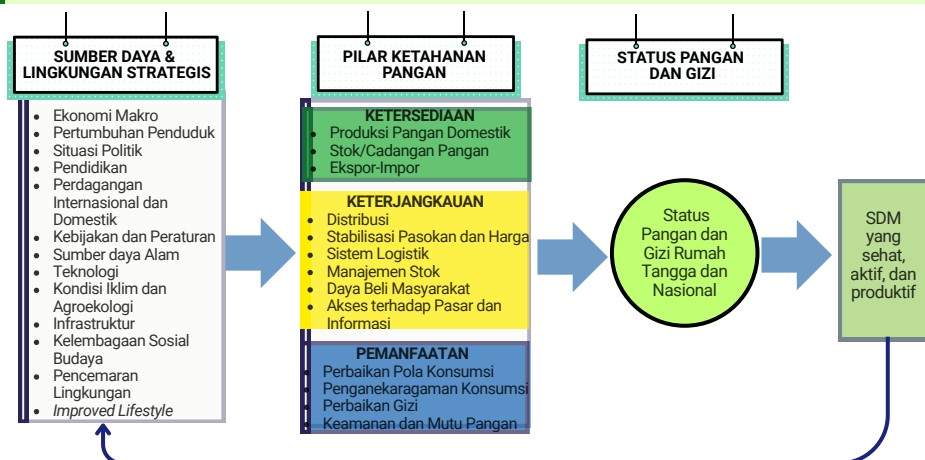 SUMBER DAYA &
LINGKUNGAN STRATEGIS
Ekonomi Makro
Pertumbuhan Penduduk
Situasi Politik
Pendidikan
Perdagangan
Internasional dan
Domestik
Kebijakan dan Peraturan
Sumber daya Alam
Teknologi
Kondisi Iklim dan
Agroekologi
Infrastruktur
Kelembagaan Sosial
Budaya
Pencemaran
Lingkungan
Improved Lifestyle
PILAR KETAHANAN
PANGAN
KETERSEDIAAN
Produksi Pangan Domestik
Stok/Cadangan Pangan
Ekspor-Impor
KETERJANGKAUAN
Distribusi
Stabilisasi Pasokan dan Harga
Sistem Logistik
Manajemen Stok
Daya Beli Masyarakat
Akses terhadap Pasar dan
Informasi
PEMANFAATAN
Perbaikan Pola Konsumsi
Penganekaragaman Konsumsi
Perbaikan Gizi
Keamanan dan Mutu Pangan
STATUS PANGAN
DAN GIZI
Status
Pangan dan
Gizi Rumah
Tangga dan
Nasional
SDM
yang
sehat,
aktif, dan
produktif